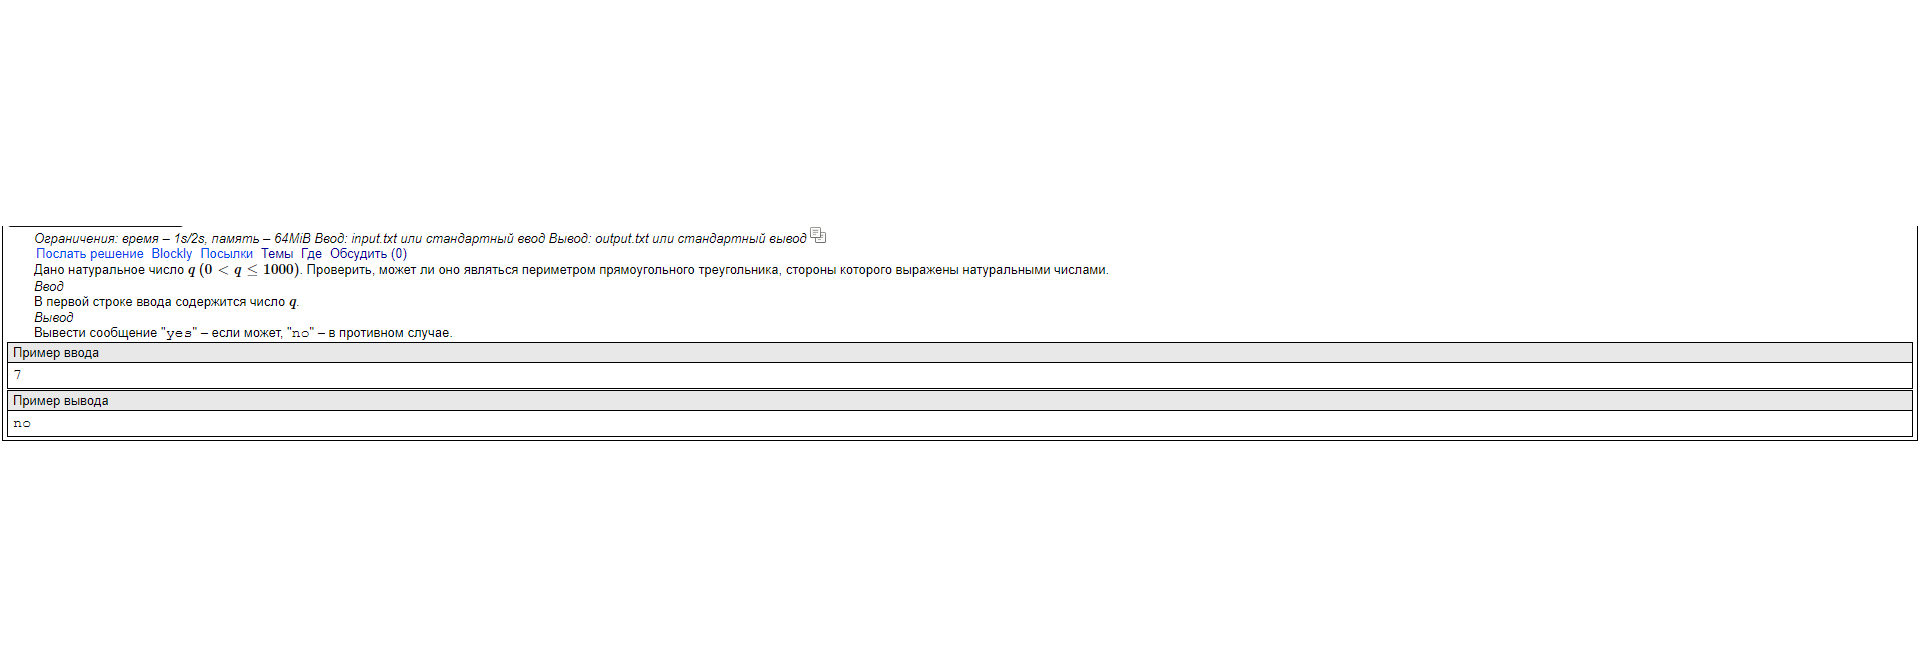 Ограничения: время – 1s/2s, память – 64MiB Ввод: input.txt или стандартный ввод Вывод: output.txt или стандартный вывод
Послать решение Blockly Посылки Темы Где Обсудить (0)
Дано натуральное число q (0 < q ≤ 1000). Проверить, может ли оно являться периметром прямоугольного треугольника, стороны которого выражены натуральными числами.
Ввод
В первой строке ввода содержится число q.
Вывод
Вывести сообщение "yes" – если может, "no" – в противном случае.
Пример ввода
7
Пример вывода
no